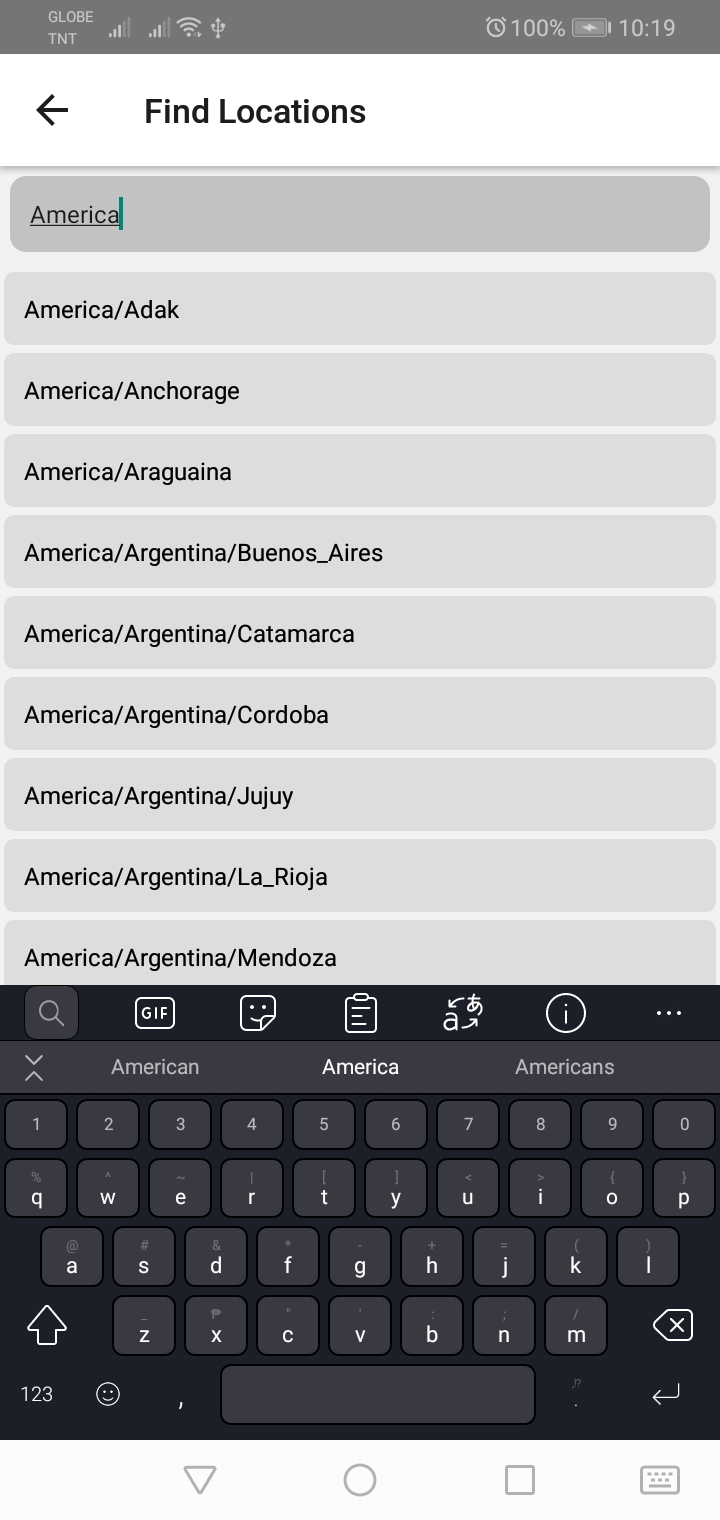 GLOBE
TNT
100% 10:19
Find Locations
America
America/Adak
America/Anchorage
America/Araguaina
America/Argentina/Buenos_Aires
America/Argentina/Catamarca
America/Argentina/Cordoba
America/Argentina/Jujuy
America/Argentina/La_Rioja
America/Argentina/Mendoza
GIF
American America Americans
1 2 3 4 5 6 7 8 9 0
% ^ ~ | [ ] < > { }
q w e r t y u i o p
@ # & * - + = ( )
a s d f g h j k l
_ ₱ " ' : ; /
z x c v b n m
123 , ,!? .